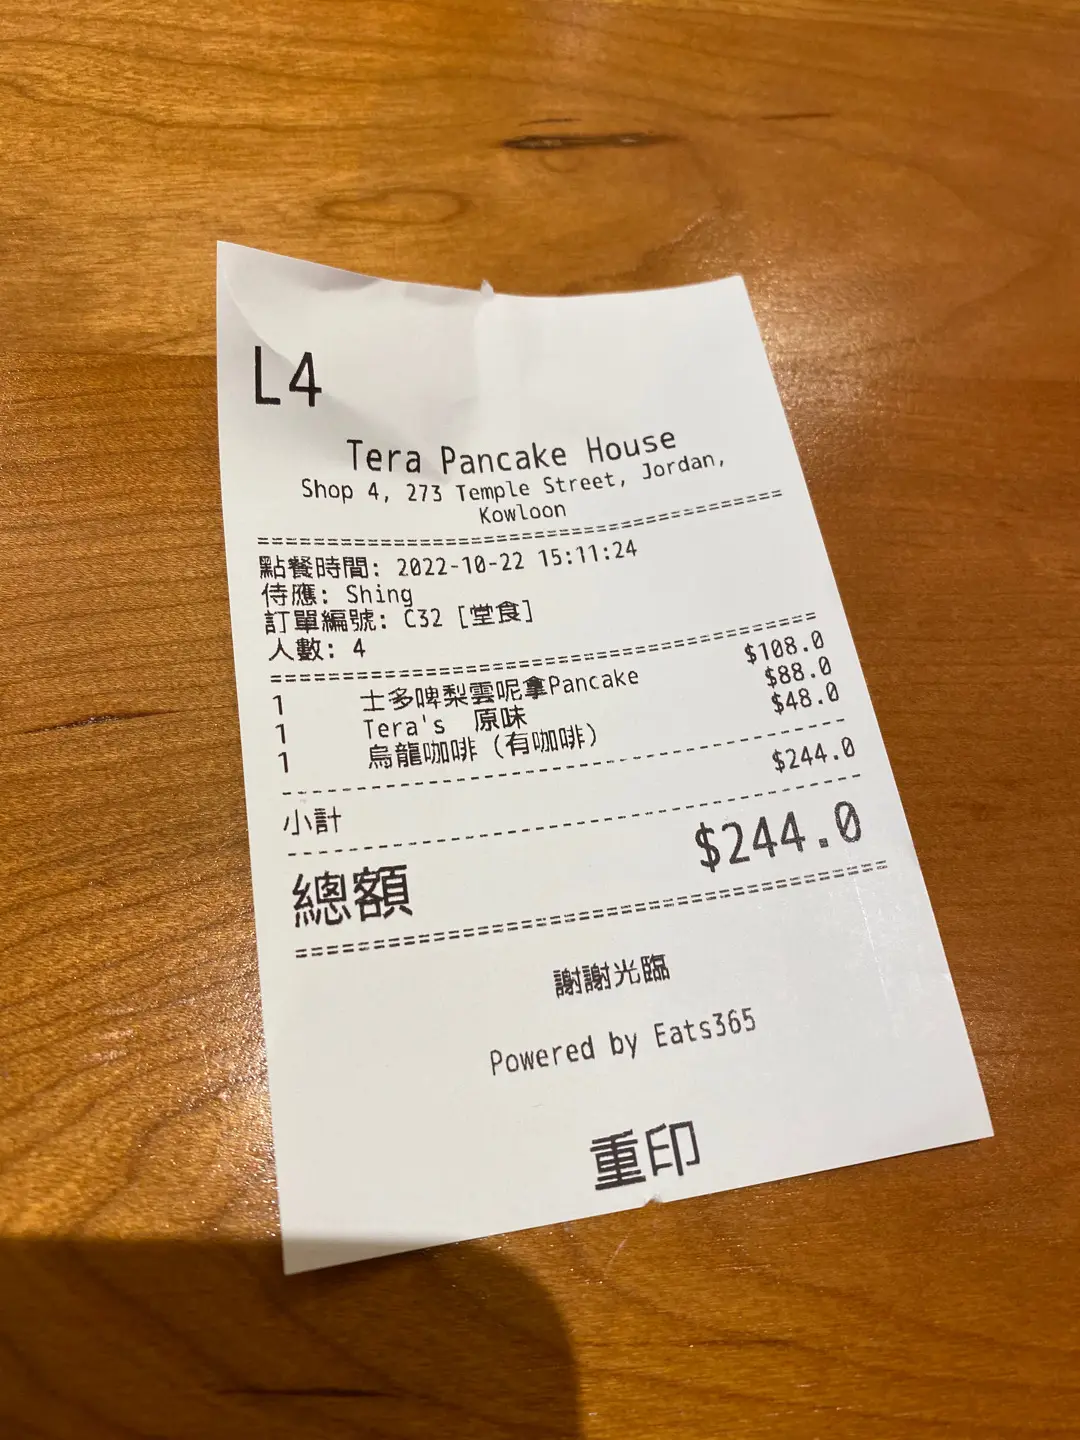 L4
Tera Pancake House
Shop 4, 273 Temple Street, Jordan,
Kowloon
點餐時間: 2022-10-22 15:11:24
侍應: Shing
訂單編號: C32 [堂食]
人數: 4
1 士多啤梨雲呢拿Pancake $108.0
1 Tera's 原味 $88.0
1 烏龍咖啡 (有咖啡) $48.0
小計 $244.0
總額 $244.0
謝謝光臨
Powered by Eats365
重印